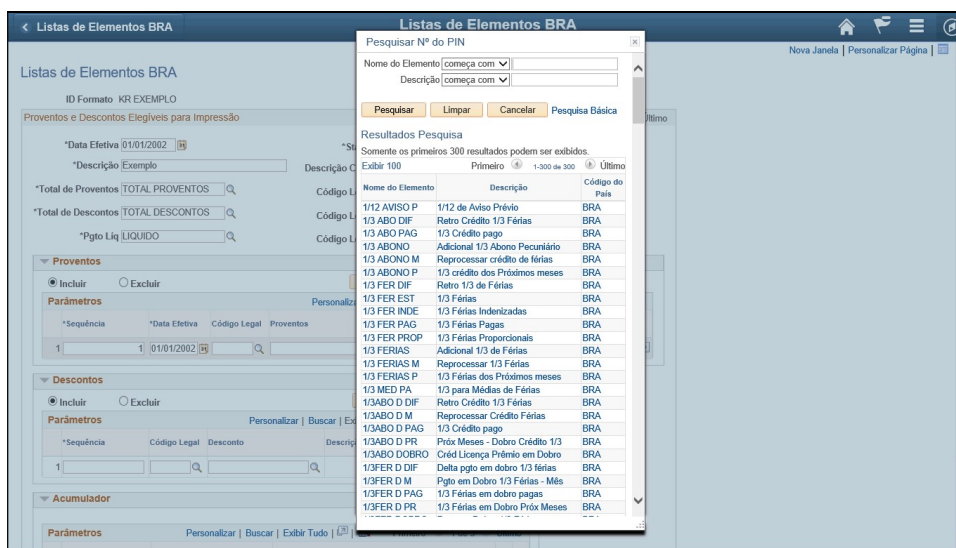 Listas de Elementos BRA
Listas de Elementos BRA
Nova Janela | Personalizar Página |
Listas de Elementos BRA
ID Formato KR EXEMPLO
Proventos e Descontos Elegíveis para Impressão
Último
*Data Efetiva 01/01/2002
*Descrição Exemplo
*Total de Proventos TOTAL PROVENTOS
Código
*Total de Descontos TOTAL DESCONTOS
Código
*Pgto Liq LIQUIDO
Código
Proventos
Incluir Excluir
Parâmetros
*Sequência *Data Efetiva Código Legal Proventos
1 1 01/01/2002
Descontos
Incluir Excluir
Parâmetros Personalizar | Buscar |
*Sequência Código Legal Desconto
1
Acumulador
Parâmetros Personalizar | Buscar | Exibir Tudo |
Pesquisar Nº do PIN
Nome do Elemento começa com
Descrição começa com
Pesquisar Limpar Cancelar Pesquisa Básica
Resultados Pesquisa
Somente os primeiros 300 resultados podem ser exibidos.
Exibir 100 Primeiro 1-300 de 300 Último
Nome do Elemento Descrição Código do País
1/12 AVISO P 1/12 de Aviso Prévio BRA
1/3 ABO DIF Retro Crédito 1/3 Férias BRA
1/3 ABO PAG 1/3 Crédito pago BRA
1/3 ABONO Adicional 1/3 Abono Pecuniário BRA
1/3 ABONO M Reprocessar crédito de férias BRA
1/3 ABONO P 1/3 crédito dos Próximos meses BRA
1/3 FER DIF Retro 1/3 de Férias BRA
1/3 FER EST 1/3 Férias BRA
1/3 FER INDE 1/3 Férias Indenizadas BRA
1/3 FER PAG 1/3 Férias Pagas BRA
1/3 FER PROP 1/3 Férias Proporcionais BRA
1/3 FERIAS Adicional 1/3 de Férias BRA
1/3 FERIAS M Reprocessar 1/3 Férias BRA
1/3 FERIAS P 1/3 Férias dos Próximos meses BRA
1/3 MED PA 1/3 para Médias de Férias BRA
1/3ABO D DIF Retro Crédito 1/3 Férias BRA
1/3ABO D M Reprocessar Crédito Férias BRA
1/3ABO D PAG 1/3 Crédito pago BRA
1/3ABO D PR Próx Meses - Dobro Crédito 1/3 BRA
1/3ABO DOBRO Créd Licença Prêmio em Dobro BRA
1/3FER D DIF Delta pgto em dobro 1/3 férias BRA
1/3FER D M Pgto em Dobro 1/3 Férias - Mês BRA
1/3FER D PAG 1/3 Férias em dobro pagas BRA
1/3FER D PR 1/3 Férias em Dobro Próx Meses BRA